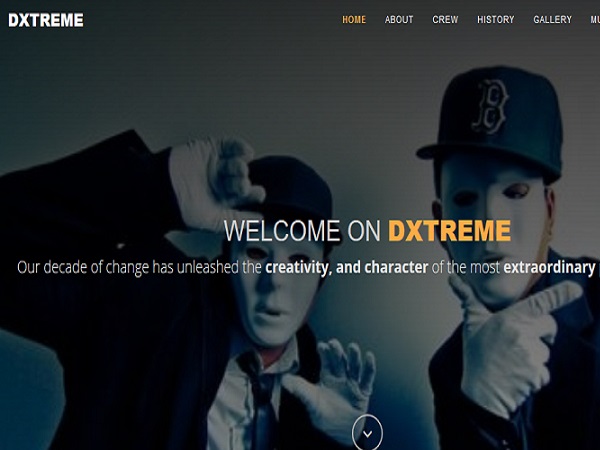 DXTREME
HOME ABOUT CREW HISTORY GALLERY
B
WELCOME ON DXTREME
Our decade of change has unleashed the creativity, and character of the most extraordinary